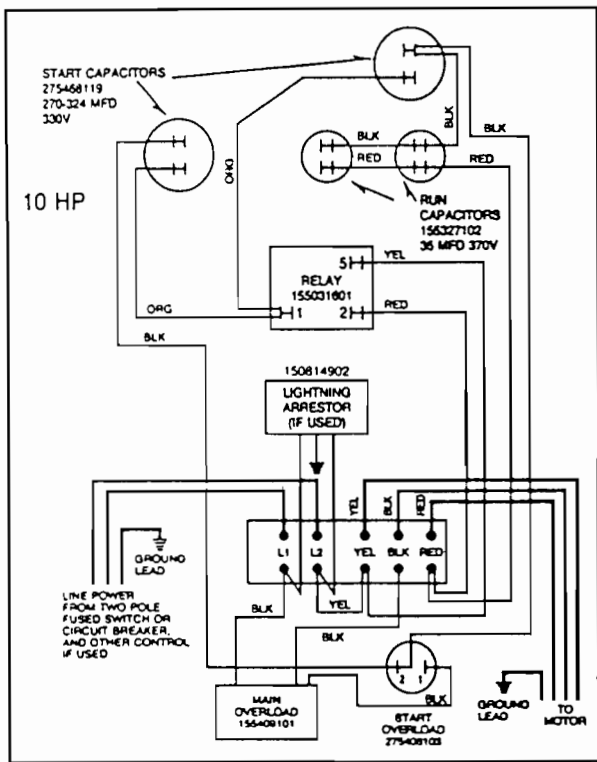 START CAPACITORS
275468119
270-324 MFD
330V
10 HP
ORG
BLK
RED
BLK
RED
BLK
RUN
CAPACITORS
155327102
35 MFD 370V
YEL
5
RELAY
155031601
1
2
RED
ORG
BLK
150814902
LIGHTNING
ARRESTOR
(IF USED)
YEL
BLK
RED
L1
L2
YEL
BLK
RED
GROUND
LEAD
LINE POWER
FROM TWO POLE
FUSED SWITCH OR
CIRCUIT BREAKER,
AND OTHER CONTROL
IF USED
BLK
YEL
BLK
2
1
BLK
MAIN
OVERLOAD
155409101
START
OVERLOAD
275406103
GROUND
LEAD
TO
MOTOR